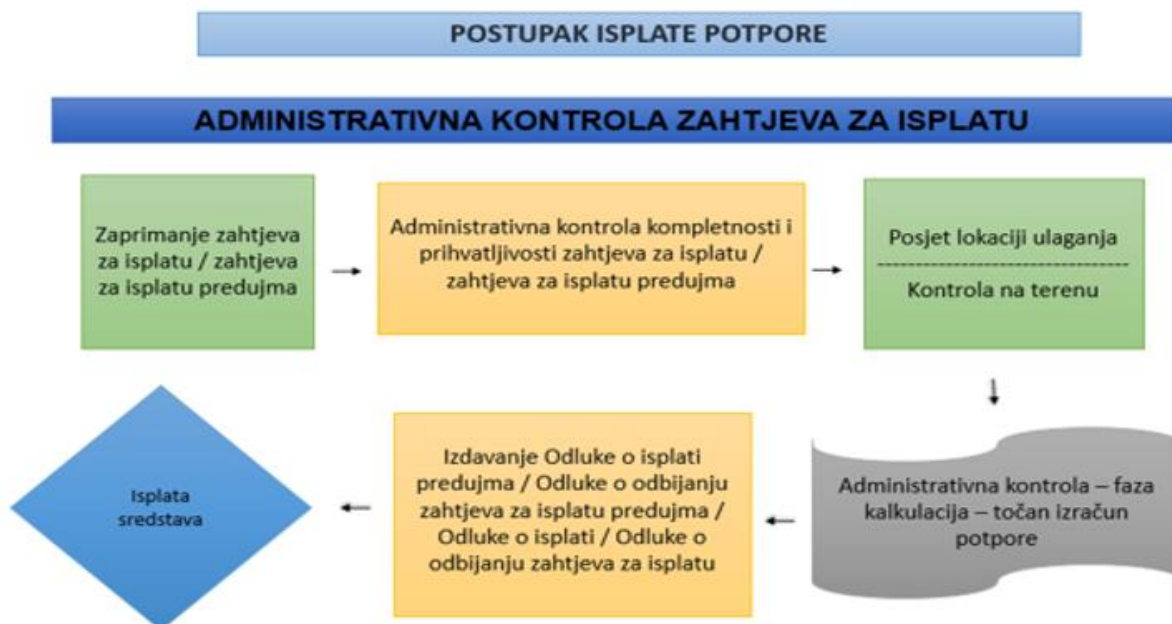 POSTUPAK ISPLATE POTPORE
ADMINISTRATIVNA KONTROLA ZAHTJEVA ZA ISPLATU
Zaprimanje zahtjeva
za isplatu / zahtjeva
za isplatu predujma
Administrativna kontrola kompletnosti i
prihvatljivosti zahtjeva za isplatu /
zahtjeva za isplatu predujma
Posjet lokaciji ulaganja
Kontrola na terenu
Administrativna kontrola – faza
kalkulacija – točan izračun
potpore
Izdavanje Odluke o isplati
predujma / Odluke o odbijanju
zahtjeva za isplatu predujma /
Odluke o isplati / Odluke o
odbijanju zahtjeva za isplatu
Isplata
sredstava